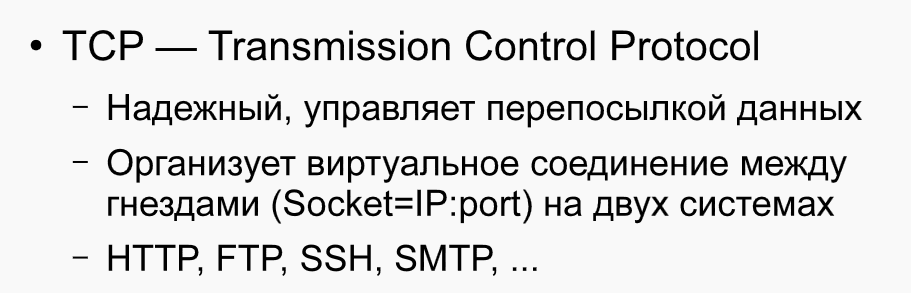 • TCP — Transmission Control Protocol
– Надежный, управляет перепосылкой данных
– Организует виртуальное соединение между
гнездами (Socket=IP:port) на двух системах
– HTTP, FTP, SSH, SMTP, ...